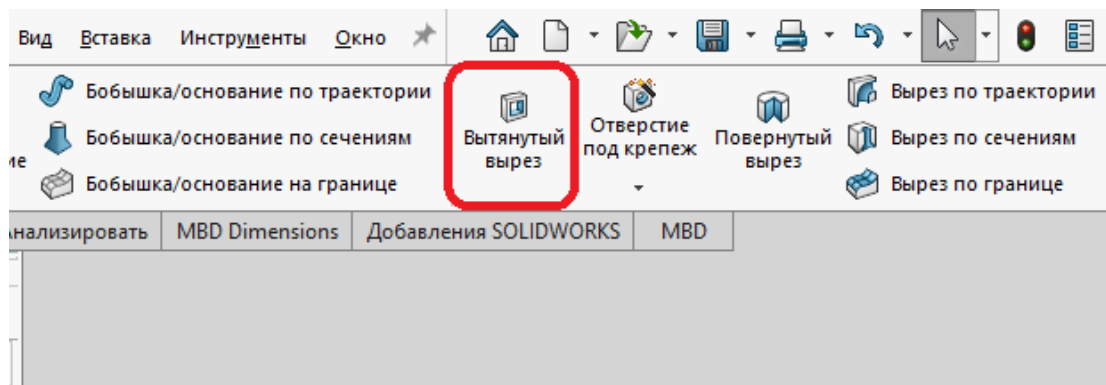 Вид Вставка Инструменты Окно
Бобышка/основание по траектории
Бобышка/основание по сечениям
Бобышка/основание на границе
Вытянутый
вырез
Отверстие
под крепеж
Повернутый
вырез
Вырез по траектории
Вырез по сечениям
Вырез по границе
MBD Dimensions Добавления SOLIDWORKS MBD